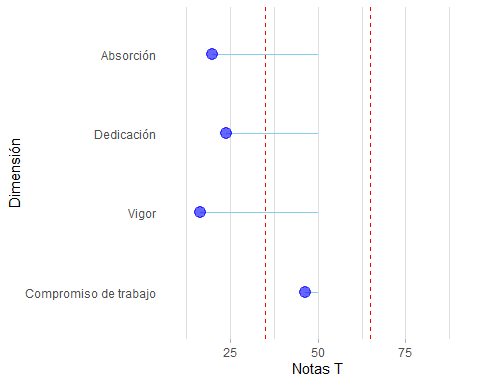 Absorción
Dedicación
Vigor
Compromiso de trabajo
Dimensión
25 50 75
Notas T